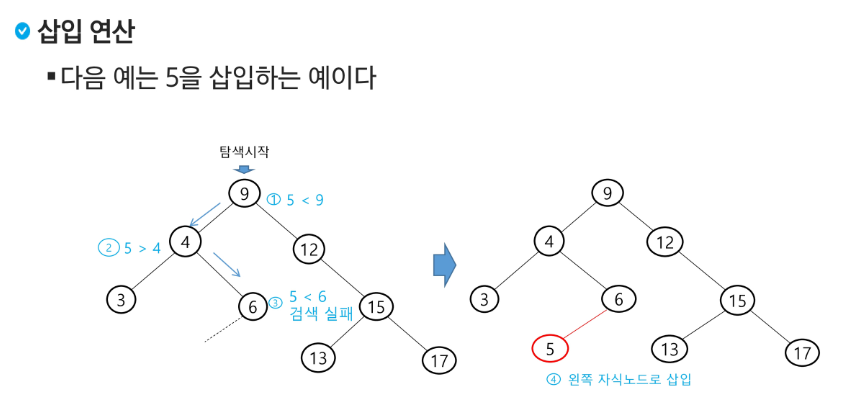 삽입 연산
▪ 다음 예는 5을 삽입하는 예이다
탐색시작
9
① 5 < 9
4
② 5 > 4
12
3
6
③ 5 < 6
검색 실패
15
13
17
9
4
12
3
6
15
5
13
17
④ 왼쪽 자식노드로 삽입